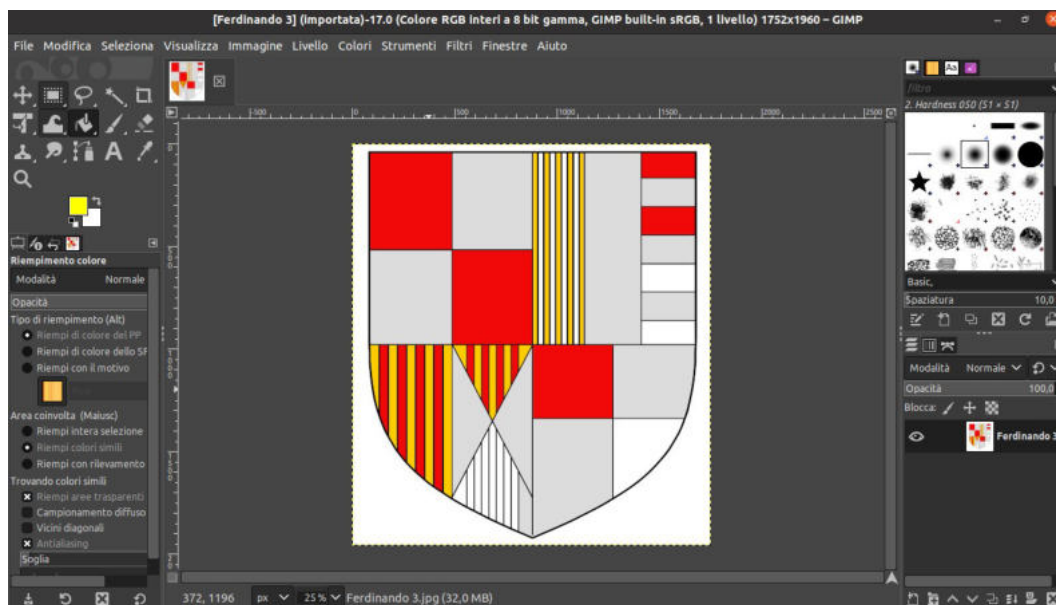 [Ferdinando 3] (importata)-17.0 (Colore RGB interi a 8 bit gamma, GIMP built-in sRGB, 1 livello) 1752x1960 – GIMP
File Modifica Seleziona Visualizza Immagine Livello Colori Strumenti Filtri Finestre Aiuto
filtro
2. Hardness 050 (51 × 51)
Basic,
Spaziatura 10,0
Modalità Normale
Opacità 100,0
Blocca:
Ferdinando 3
Riempimento colore
Modalità Normale
Opacità
Tipo di riempimento (Alt)
Riempi di colore del PP
Riempi di colore dello SF
Riempi con il motivo
Area coinvolta (Maiusc)
Riempi intera selezione
Riempi colori simili
Riempi con rilevamento
Trovando colori simili
Riempi aree trasparenti
Campionamento diffuso
Vicini diagonali
Antialiasing
Soglia
372, 1196 px 25 % Ferdinando 3.jpg (32,0 MB)